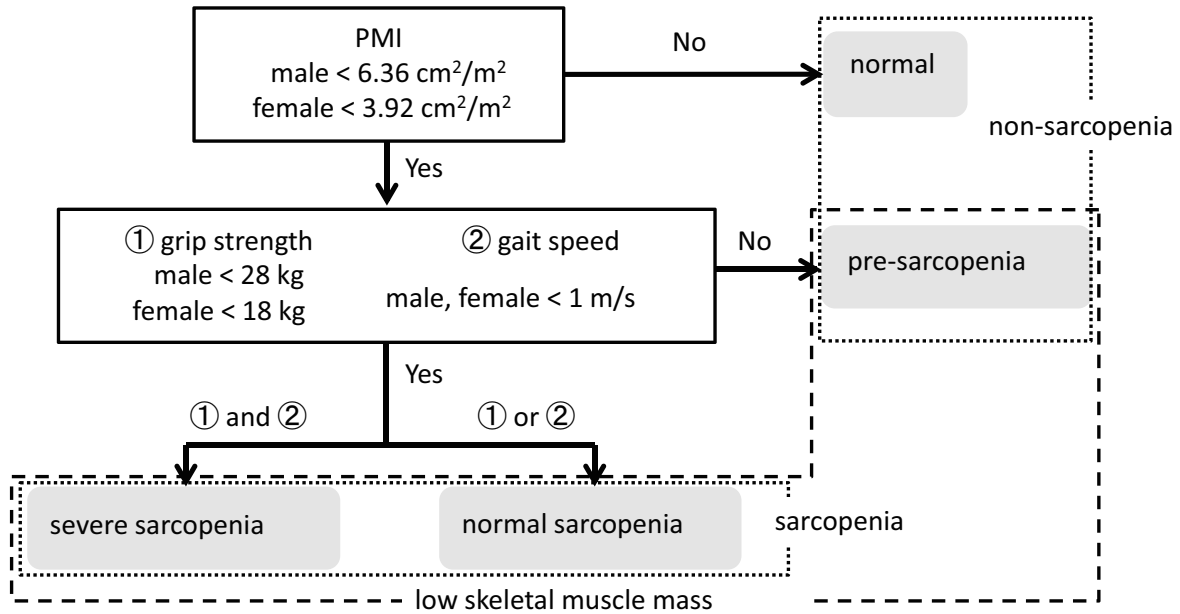 PMI
male < 6.36 cm²/m²
female < 3.92 cm²/m²
No
normal
non-sarcopenia
Yes
① grip strength
male < 28 kg
female < 18 kg
② gait speed
male, female < 1 m/s
No
pre-sarcopenia
Yes
① and ②
① or ②
severe sarcopenia
normal sarcopenia
sarcopenia
low skeletal muscle mass